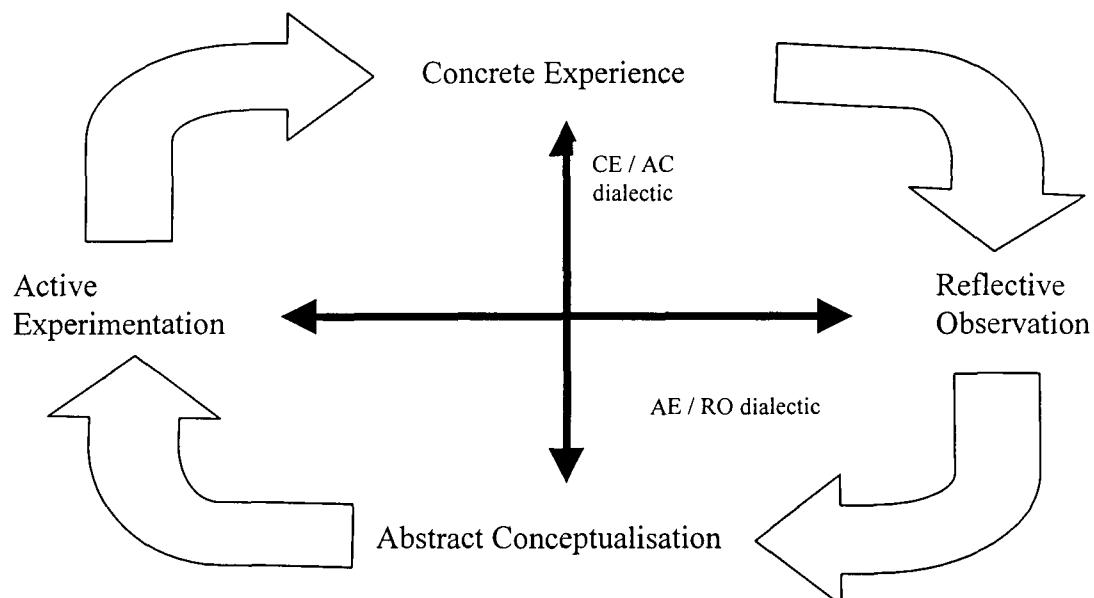 Concrete Experience
CE / AC
dialectic
Active
Experimentation
Reflective
Observation
AE / RO dialectic
Abstract Conceptualisation